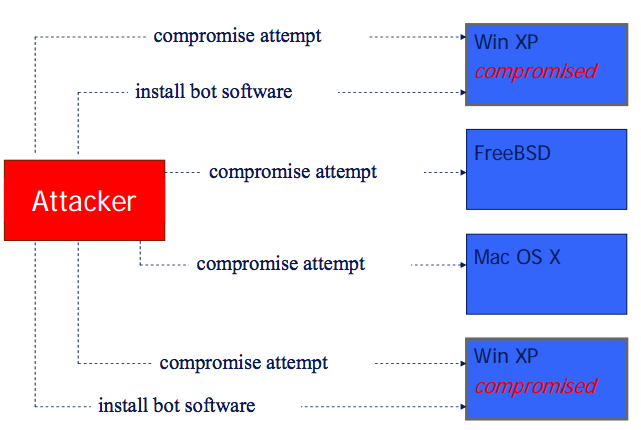 compromise attempt
Win XP
compromised
install bot software
compromise attempt
FreeBSD
Attacker
compromise attempt
Mac OS X
compromise attempt
Win XP
compromised
install bot software